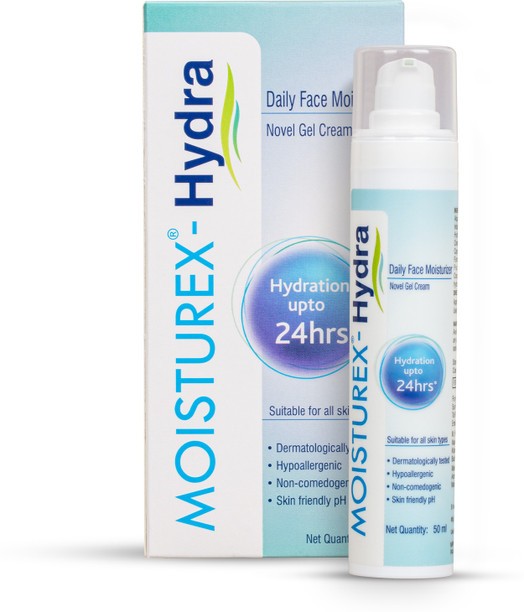 MOISTUREX® - Hydra
Daily Face Moi
Novel Gel Cream
Hydration
upto
24hrs
Suitable for all ski
• Dermatologically
• Hypoallergenic
• Non-comedogen
• Skin friendly pH
Net Quant
MOISTUREX - Hydra
Daily Face Moisturizer
Novel Gel Cream
Hydration
upto
24hrs*
Suitable for all skin types
• Dermatologically tested
• Hypoallergenic
• Non-comedogenic
• Skin friendly pH
Net Quantity: 50 ml